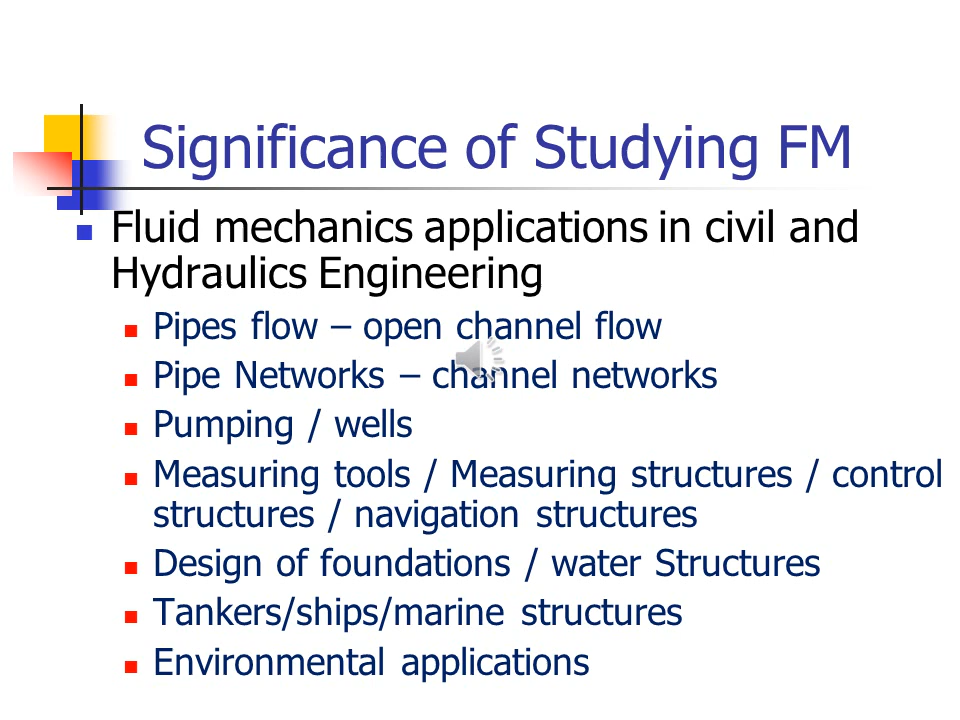 Significance of Studying FM
Fluid mechanics applications in civil and
Hydraulics Engineering
Pipes flow – open channel flow
Pipe Networks – channel networks
Pumping / wells
Measuring tools / Measuring structures / control
structures / navigation structures
Design of foundations / water Structures
Tankers/ships/marine structures
Environmental applications